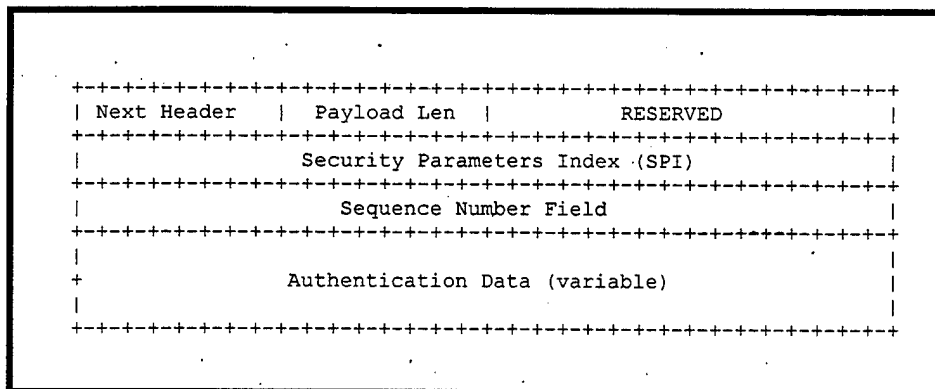 +-+-+-+-+-+-+-+-+-+-+-+-+-+-+-+-+-+-+-+-+-+-+-+-+-+-+-+-+-+-+-+-+
| Next Header | Payload Len | RESERVED |
+-+-+-+-+-+-+-+-+-+-+-+-+-+-+-+-+-+-+-+-+-+-+-+-+-+-+-+-+-+-+-+-+
| Security Parameters Index (SPI) |
+-+-+-+-+-+-+-+-+-+-+-+-+-+-+-+-+-+-+-+-+-+-+-+-+-+-+-+-+-+-+-+-+
| Sequence Number Field |
+-+-+-+-+-+-+-+-+-+-+-+-+-+-+-+-+-+-+-+-+-+-+-+-+-+-+-+-+-+-+-+-+
| |
+ Authentication Data (variable) |
| |
+-+-+-+-+-+-+-+-+-+-+-+-+-+-+-+-+-+-+-+-+-+-+-+-+-+-+-+-+-+-+-+-+